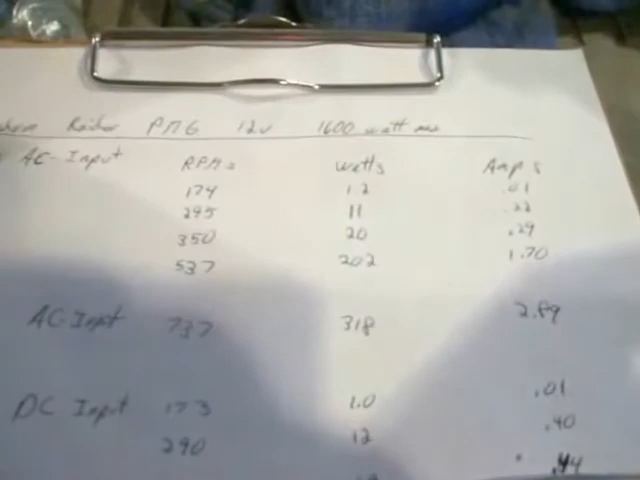 PMG 12v 1600 watt max
AC-Input RPMs watts Amps
174 1.2 .01
295 11 .22
350 20 .29
537 202 1.70
AC-Input 737 318 2.89
DC Input 173 1.0 .01
290 12 .40
.44